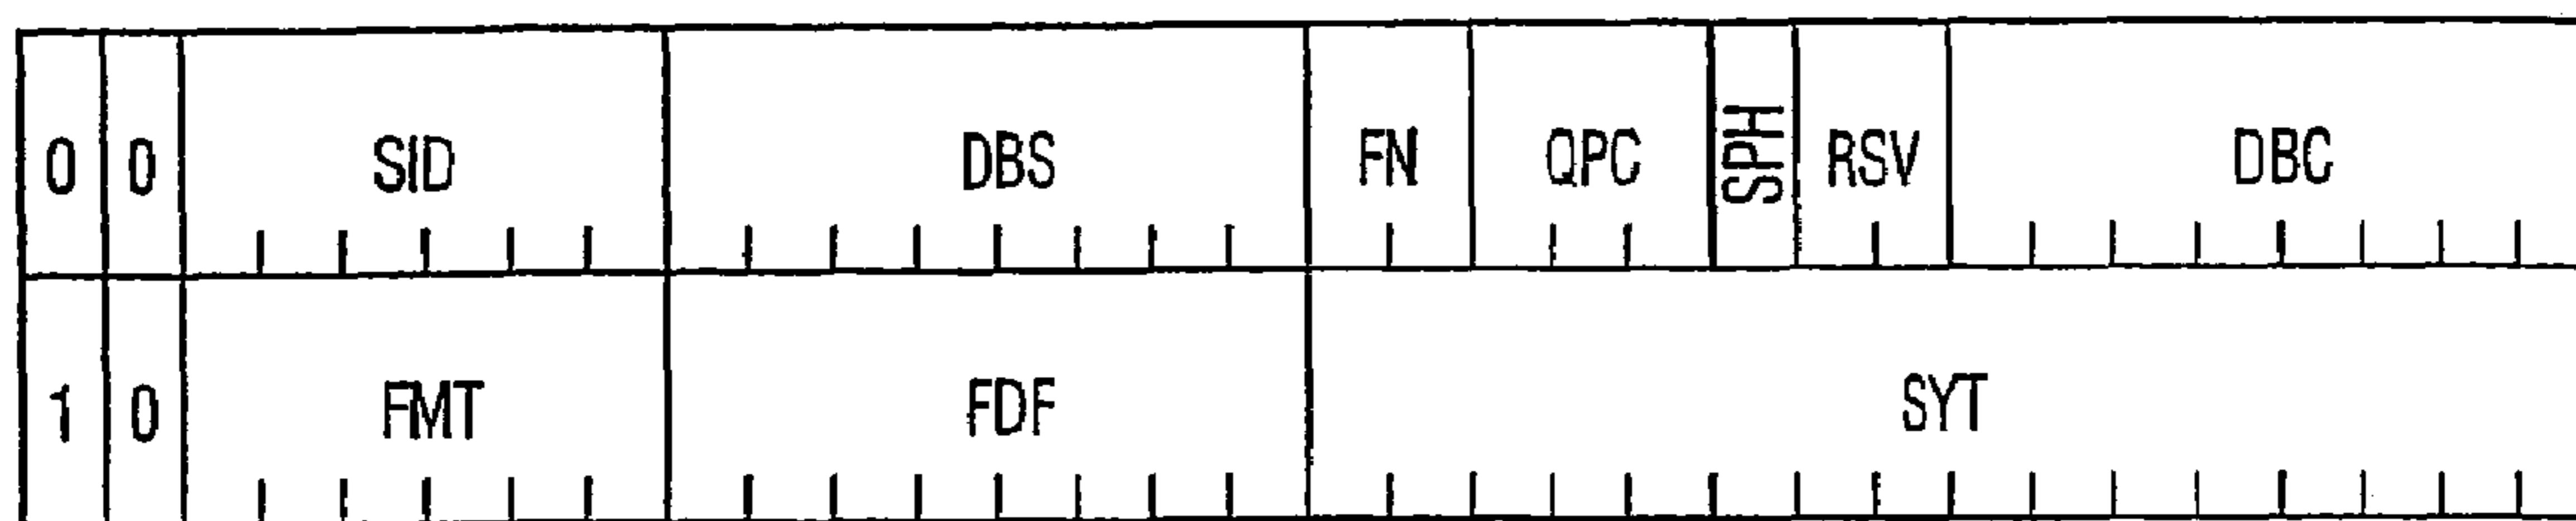 0 0 SID DBS FN QPC SPH RSV DBC
1 0 FMT FDF SYT